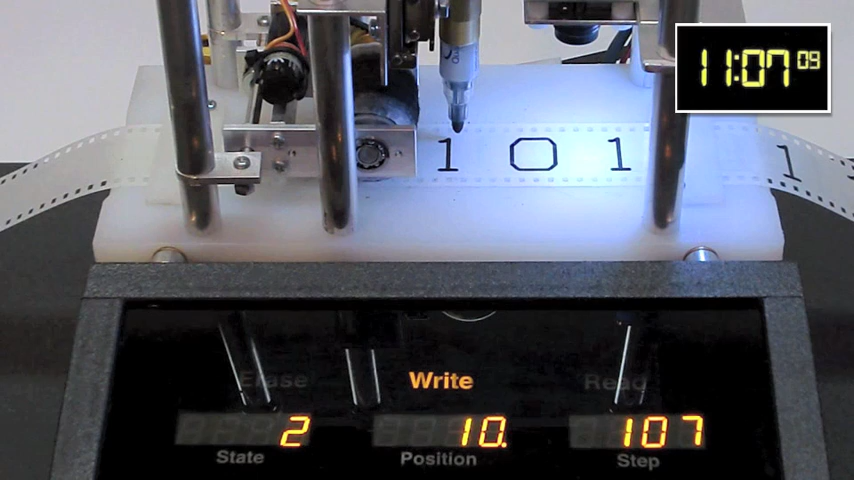 11:07 09
1 0 1 1
Erase Write Read
2 10. 107
State Position Step